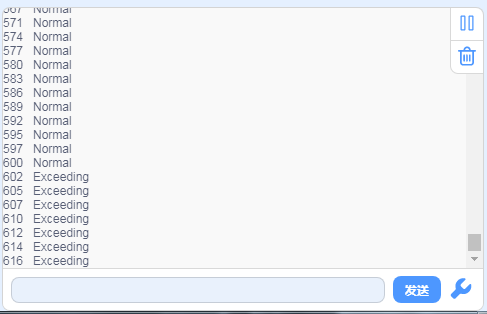 567 Normal
571 Normal
574 Normal
577 Normal
580 Normal
583 Normal
586 Normal
589 Normal
592 Normal
595 Normal
597 Normal
600 Normal
602 Exceeding
605 Exceeding
607 Exceeding
610 Exceeding
612 Exceeding
614 Exceeding
616 Exceeding
发送